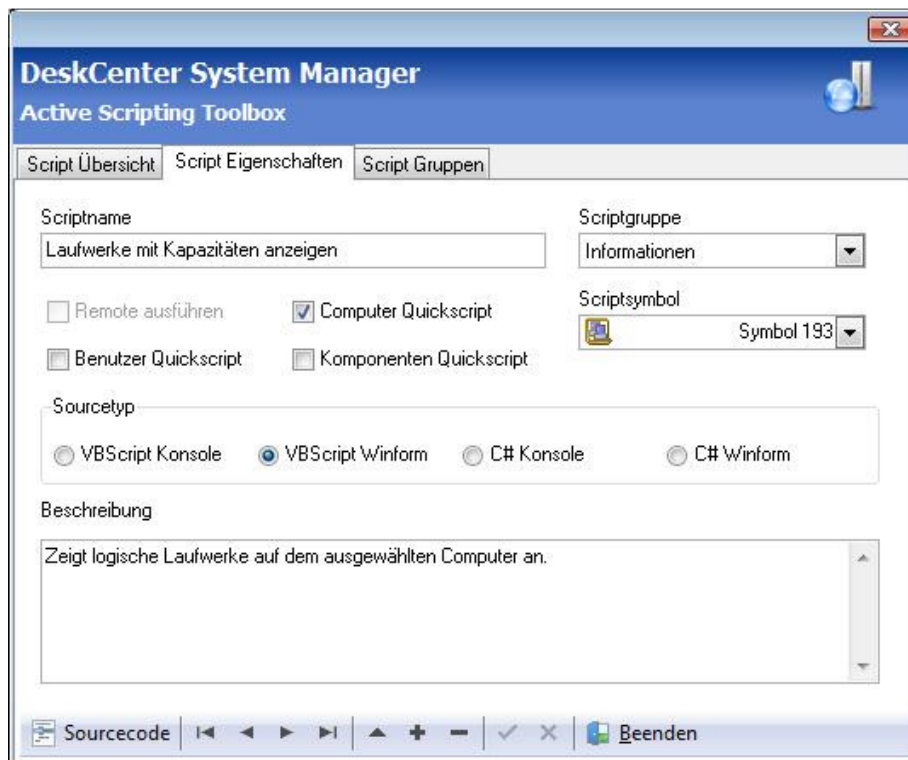 DeskCenter System Manager
Active Scripting Toolbox
Script Übersicht
Script Eigenschaften
Script Gruppen
Scriptname
Scriptgruppe
Laufwerke mit Kapazitäten anzeigen
Informationen
Remote ausführen
Computer Quickscript
Scriptsymbol
Symbol 193
Benutzer Quickscript
Komponenten Quickscript
Sourcetyp
VBScript Konsole
VBScript Winform
C# Konsole
C# Winform
Beschreibung
Zeigt logische Laufwerke auf dem ausgewählten Computer an.
Sourcecode
Beenden